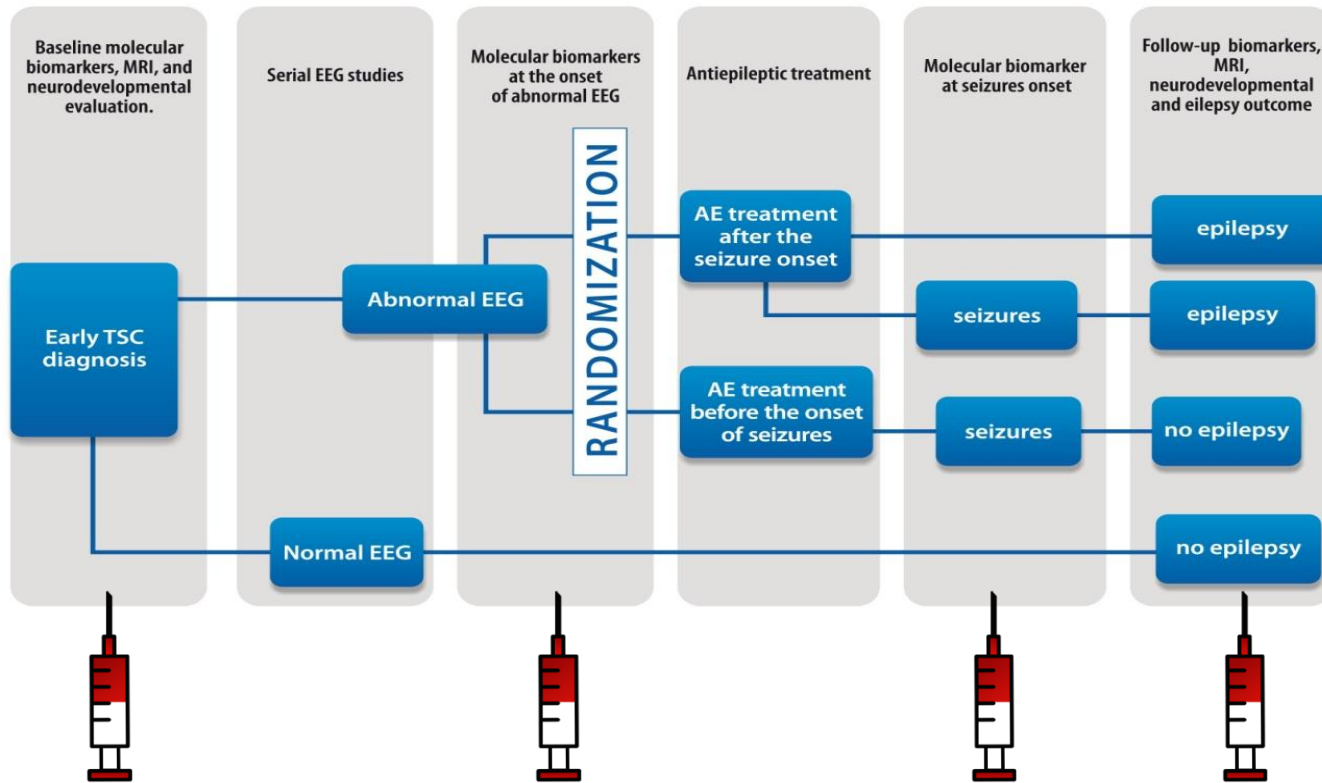 Baseline molecular
biomarkers, MRI, and
neurodevelopmental
evaluation.
Serial EEG studies
Molecular biomarkers
at the onset
of abnormal EEG
Antiepileptic treatment
Molecular biomarker
at seizures onset
Follow-up biomarkers,
MRI,
neurodevelopmental
and eilepsy outcome
RANDOMIZATION
AE treatment
after the
seizure onset
epilepsy
Early TSC
diagnosis
Abnormal EEG
seizures
epilepsy
AE treatment
before the onset
of seizures
seizures
no epilepsy
Normal EEG
no epilepsy